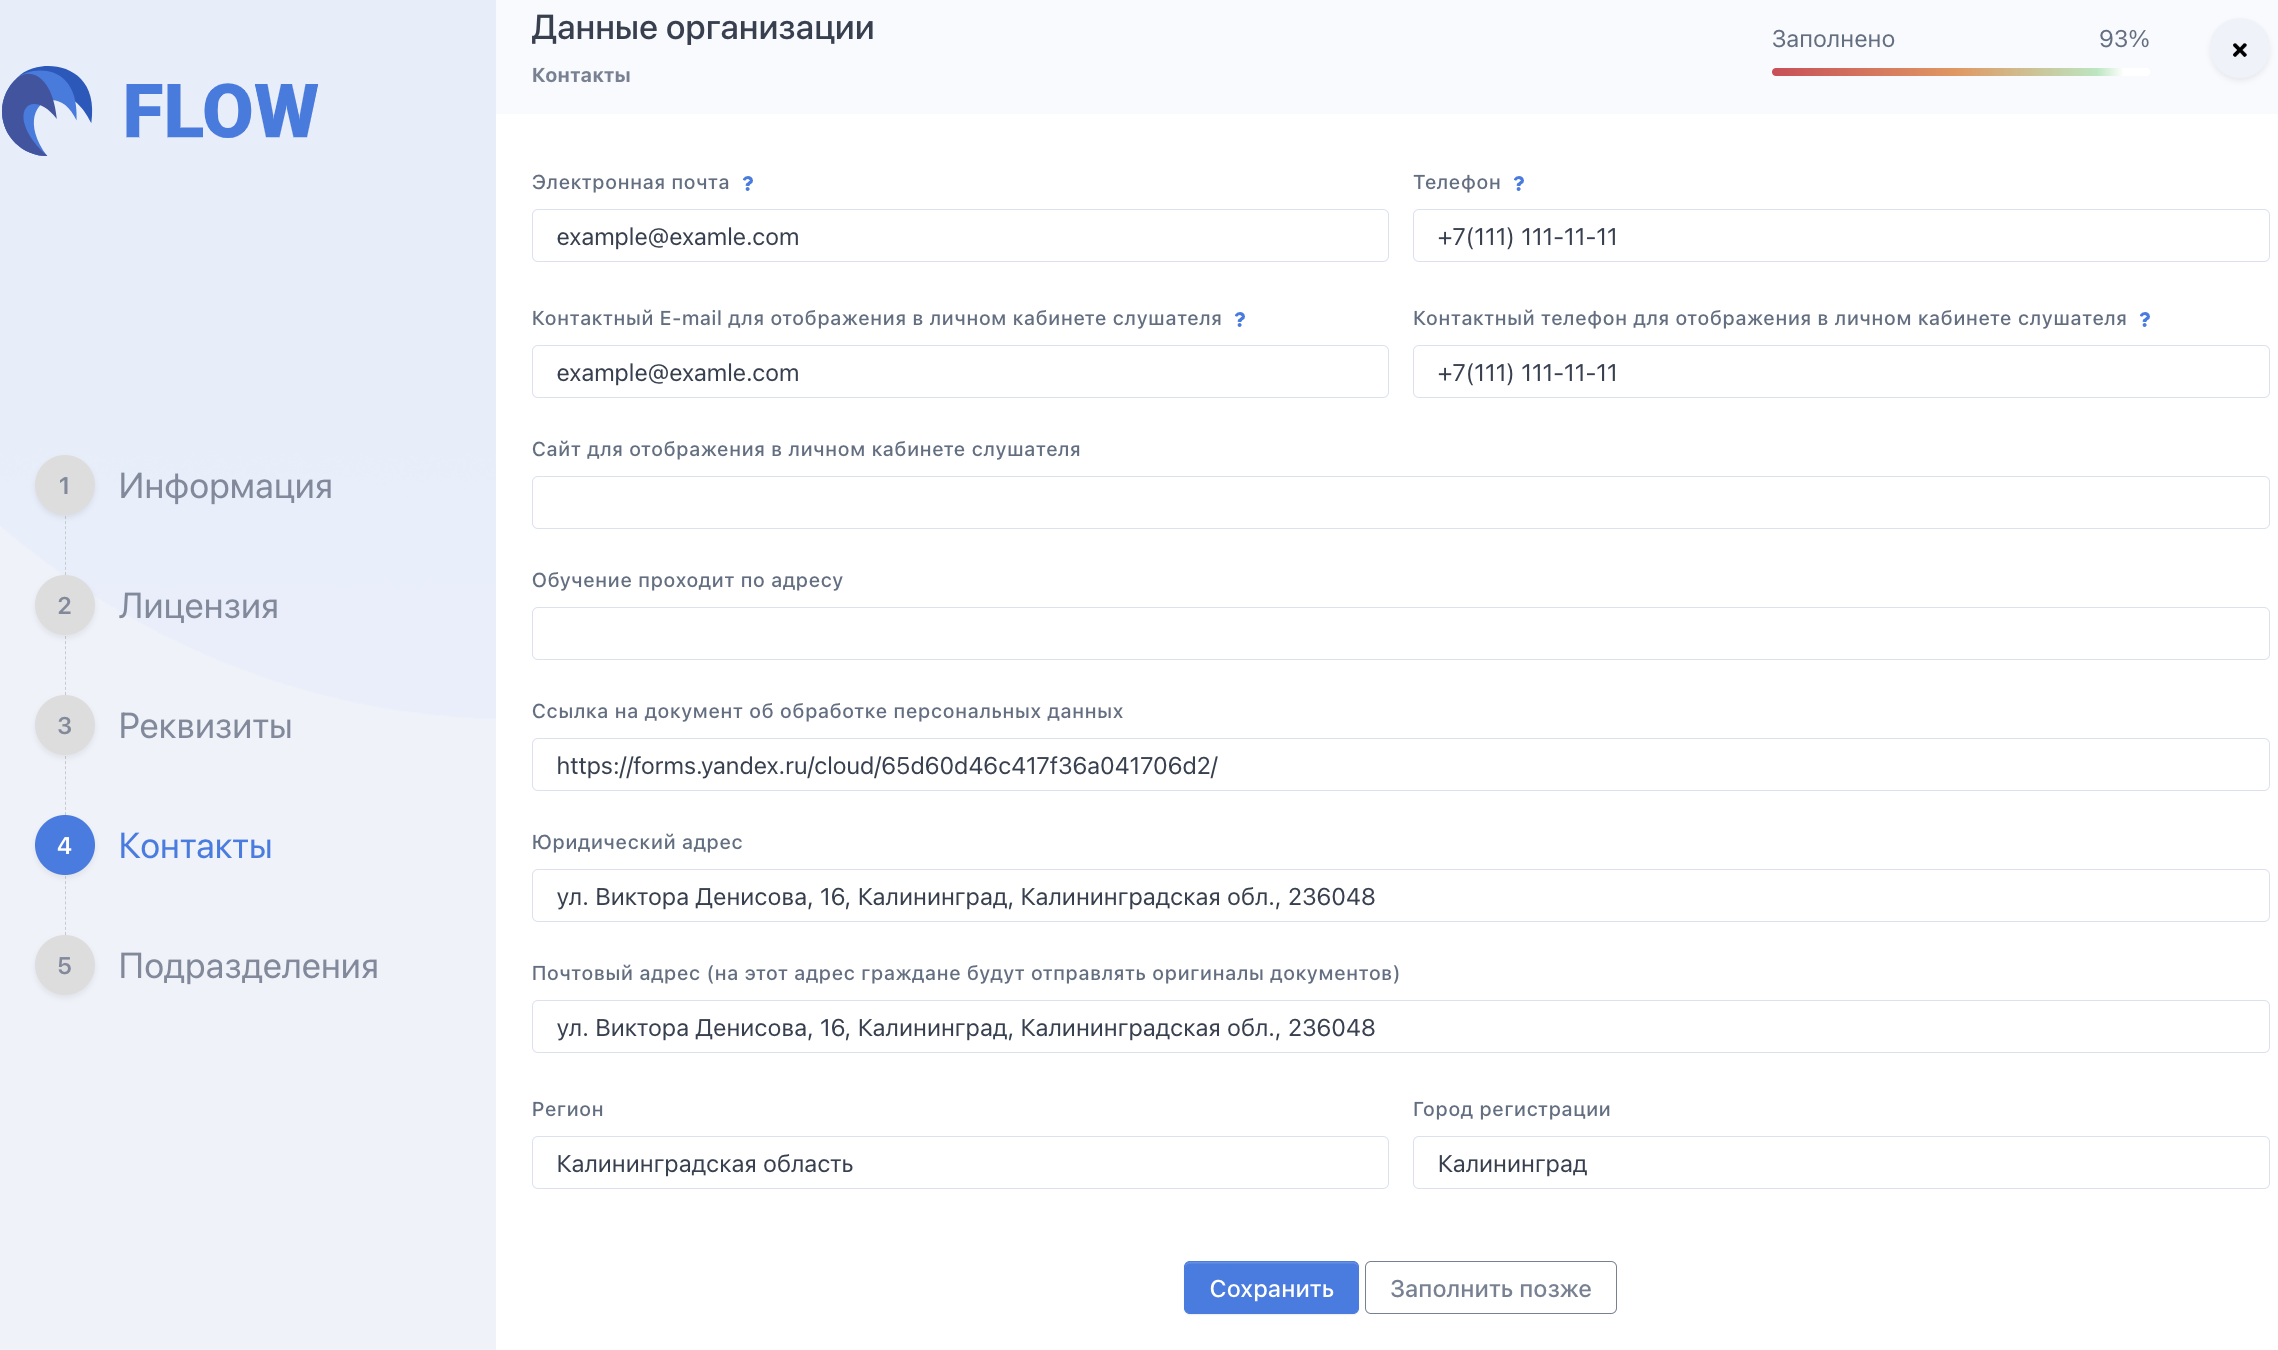 FLOW
1 Информация
2 Лицензия
3 Реквизиты
4 Контакты
5 Подразделения
Данные организации
Контакты
Заполнено 93%
Электронная почта ?
example@examle.com
Телефон ?
+7(111) 111-11-11
Контактный E-mail для отображения в личном кабинете слушателя ?
example@examle.com
Контактный телефон для отображения в личном кабинете слушателя ?
+7(111) 111-11-11
Сайт для отображения в личном кабинете слушателя
Обучение проходит по адресу
Ссылка на документ об обработке персональных данных
https://forms.yandex.ru/cloud/65d60d46c417f36a041706d2/
Юридический адрес
ул. Виктора Денисова, 16, Калининград, Калининградская обл., 236048
Почтовый адрес (на этот адрес граждане будут отправлять оригиналы документов)
ул. Виктора Денисова, 16, Калининград, Калининградская обл., 236048
Регион
Калининградская область
Город регистрации
Калининград
Сохранить
Заполнить позже